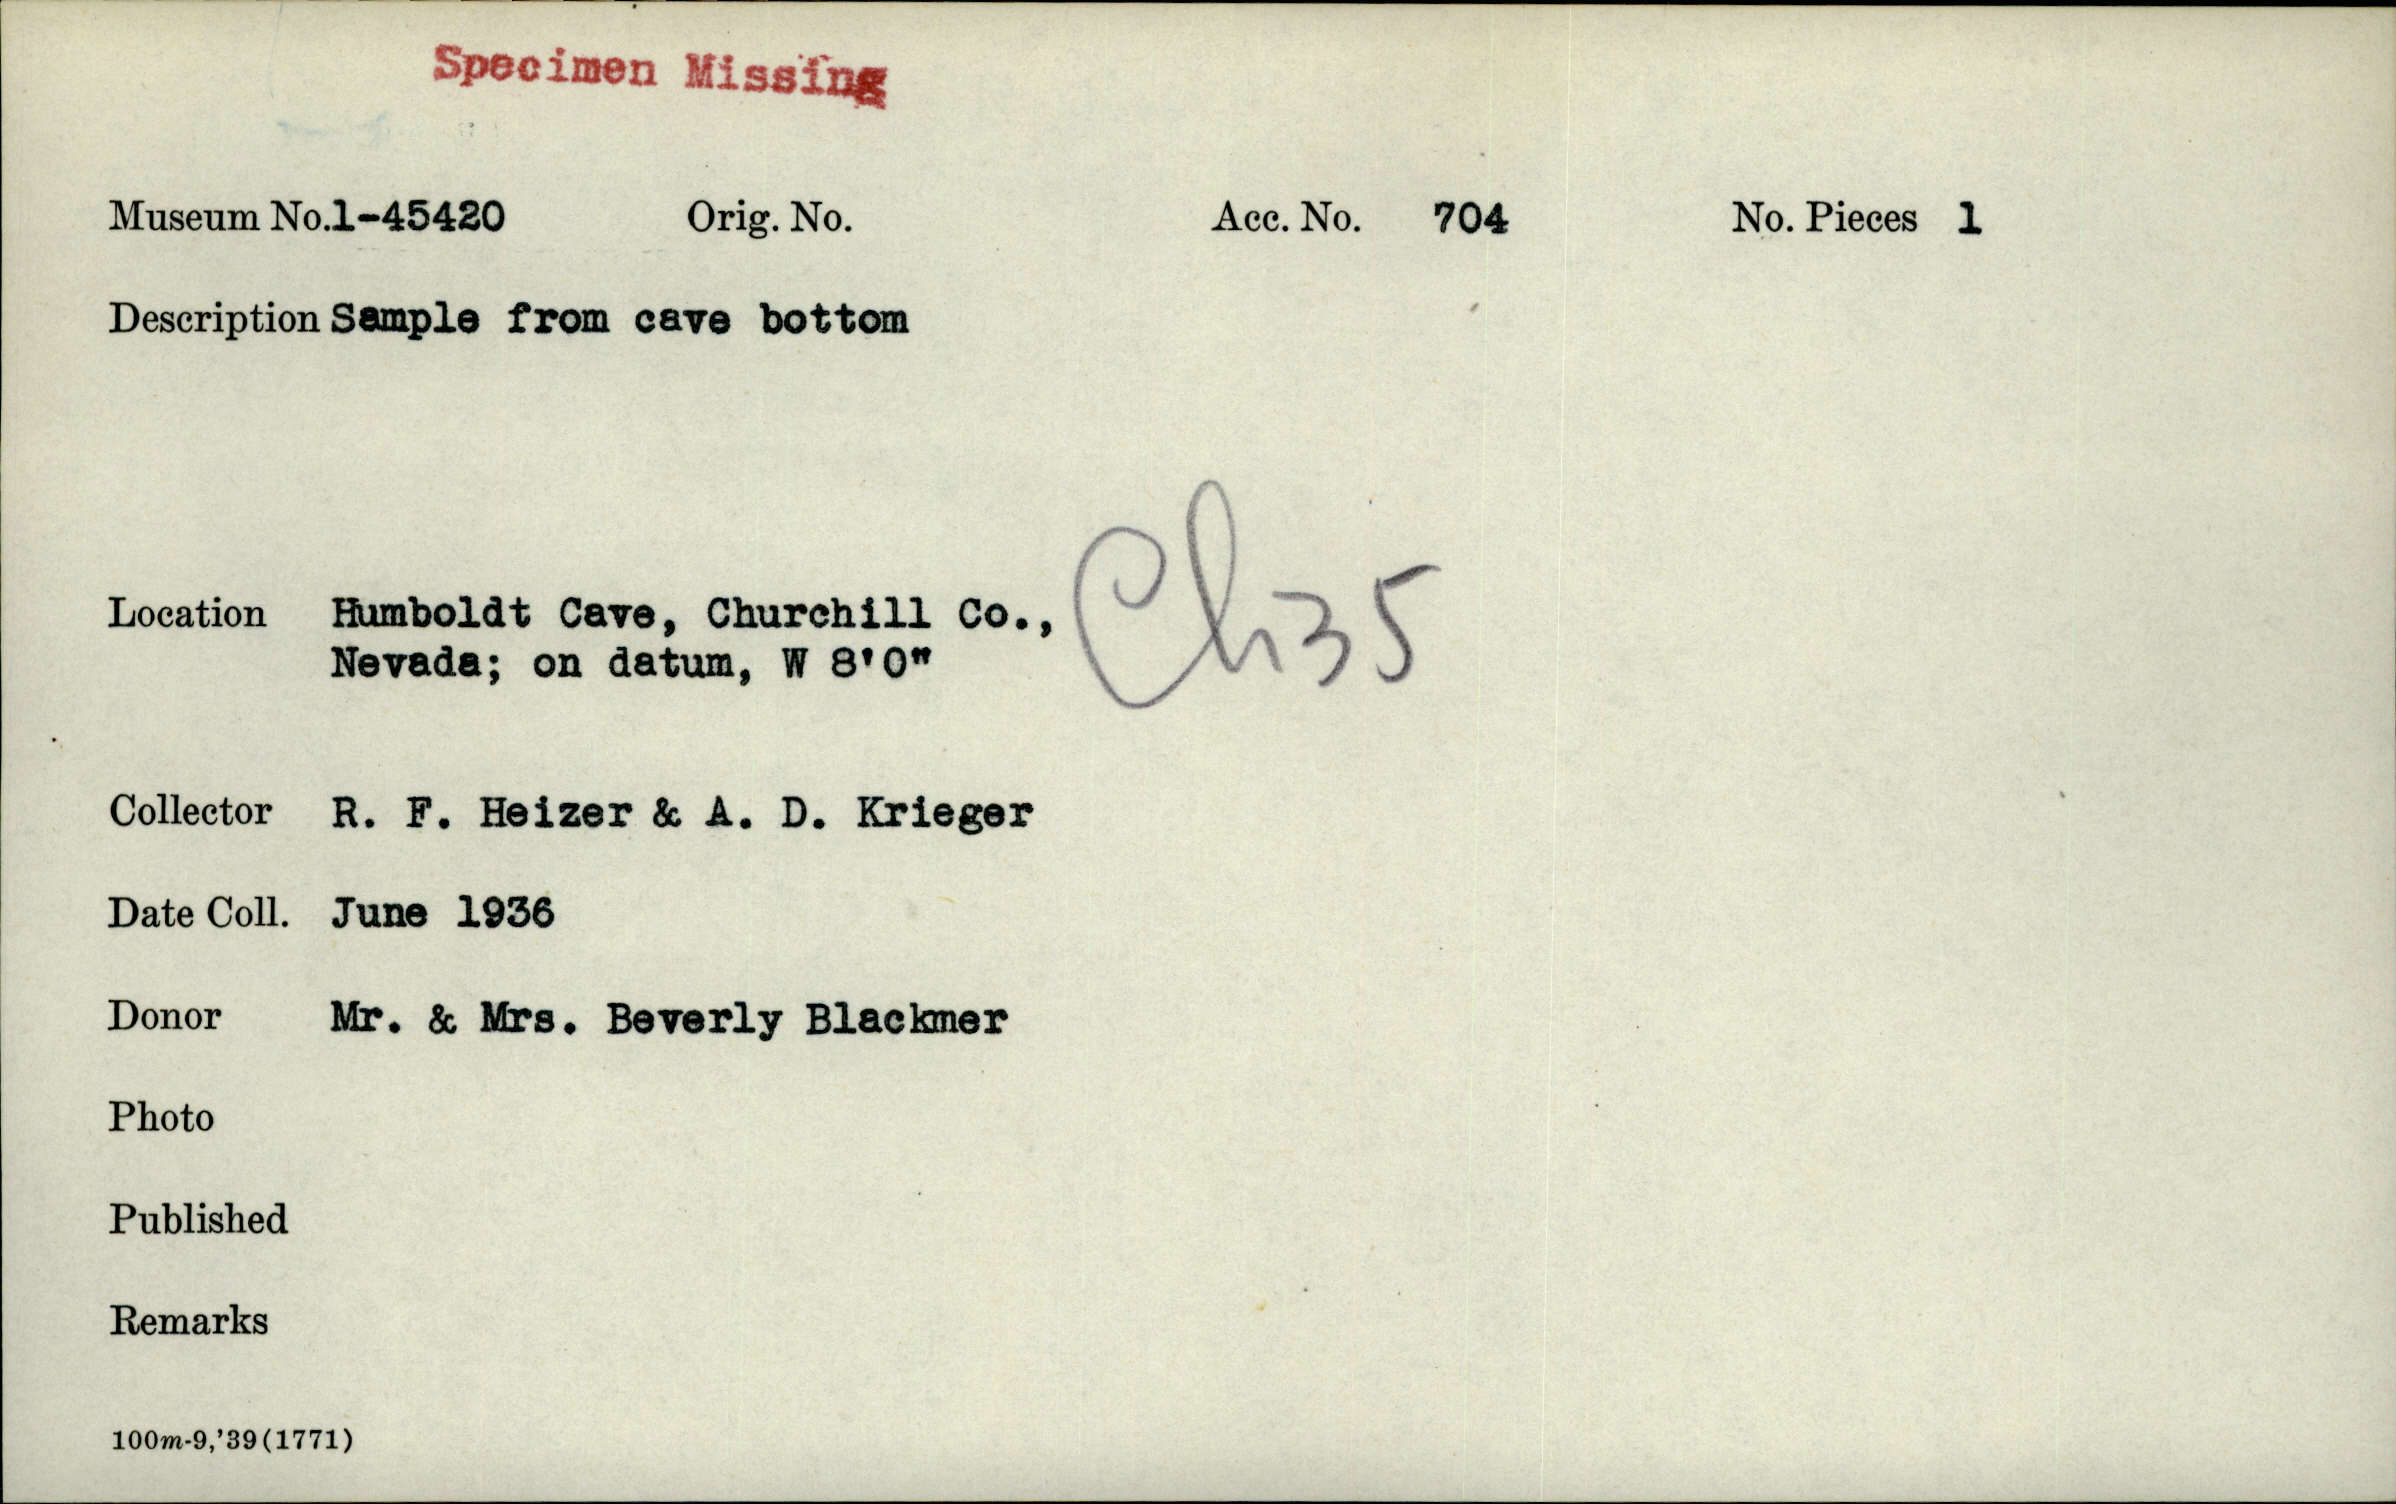 Specimen Missing
Museum No. 1-45420 Orig. No. Acc. No. 704 No. Pieces 1
Description Sample from cave bottom
Location Humboldt Cave, Churchill Co.,
Nevada; on datum, W 8'0"
Ch35
Collector R. F. Heizer & A. D. Krieger
Date Coll. June 1936
Donor Mr. & Mrs. Beverly Blackmer
Photo
Published
Remarks
100m-9,'39(1771)